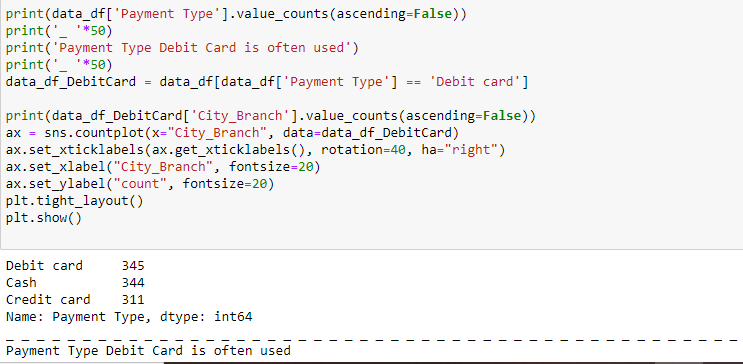 print(data_df['Payment Type'].value_counts(ascending=False))
print('_ '*50)
print('Payment Type Debit Card is often used')
print('_ '*50)
data_df_DebitCard = data_df[data_df['Payment Type'] == 'Debit card']
print(data_df_DebitCard['City_Branch'].value_counts(ascending=False))
ax = sns.countplot(x="City_Branch", data=data_df_DebitCard)
ax.set_xticklabels(ax.get_xticklabels(), rotation=40, ha="right")
ax.set_xlabel("City_Branch", fontsize=20)
ax.set_ylabel("count", fontsize=20)
plt.tight_layout()
plt.show()
Debit card     345
Cash           344
Credit card    311
Name: Payment Type, dtype: int64
_ _ _ _ _ _ _ _ _ _ _ _ _ _ _ _ _ _ _ _ _ _ _ _ _ _ _ _ _ _ _ _ _ _ _ _ _ _ _ _ _ _ _ _ _ _ _ _ _ _
Payment Type Debit Card is often used